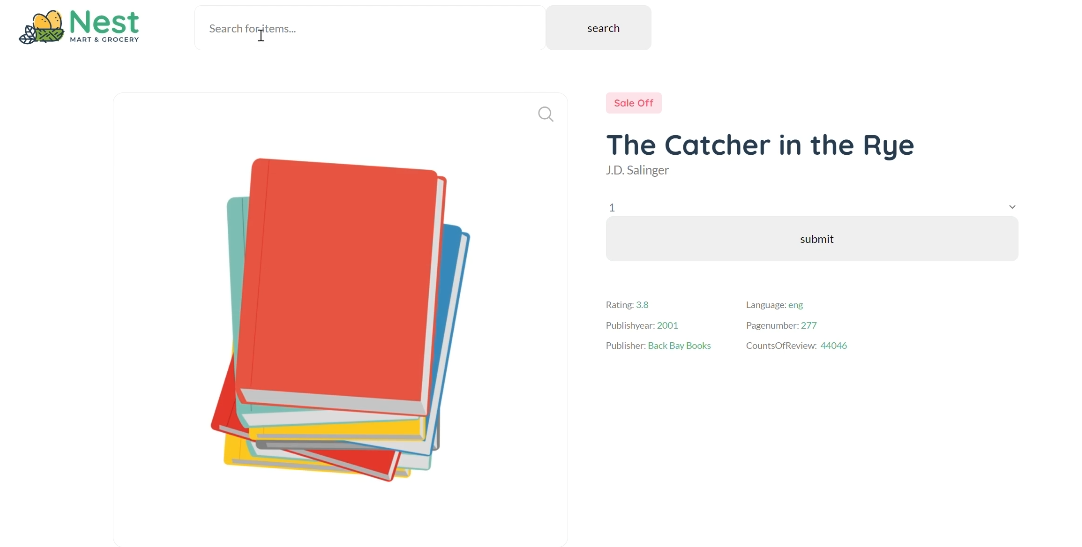 Nest
MART & GROCERY
Search for items...
search
Sale Off
The Catcher in the Rye
J.D. Salinger
1
submit
Rating: 3.8
Language: eng
Publishyear: 2001
Pagenumber: 277
Publisher: Back Bay Books
CountsOfReview: 44046